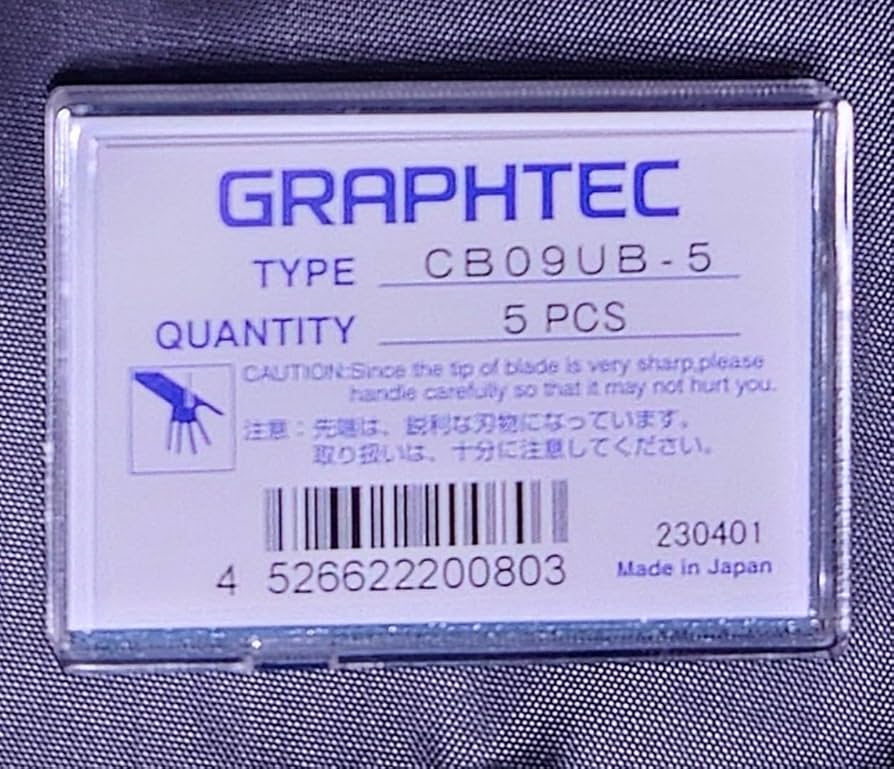 GRAPHTEC
TYPE CB09UB-5
QUANTITY 5 PCS
CAUTION:Since the tip of blade is very sharp,please
handle carefully so that it may not hurt you.
注意：先端は、鋭利な刃物になっています。
取り扱いは、十分に注意してください。
4 526622200803
230401
Made in Japan